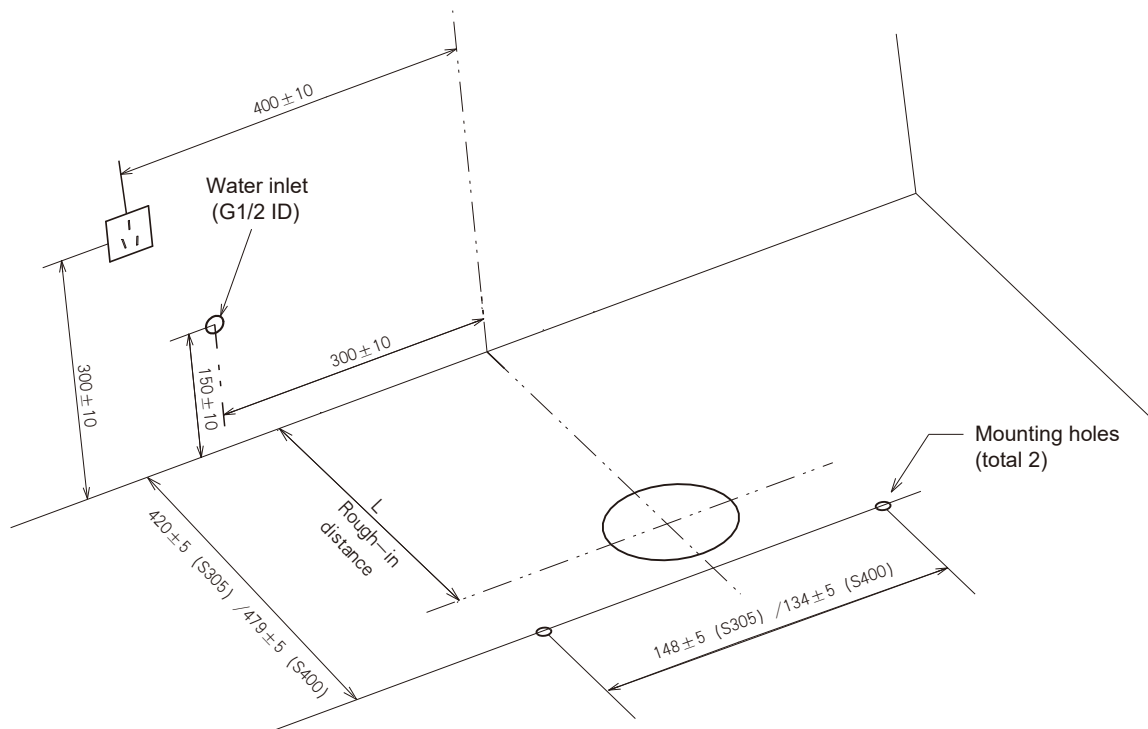 400±10
Water inlet
(G1/2 ID)
300±10
150±10
300±10
L
Rough—in
distance
420±5 (S305) /479±5 (S400)
Mounting holes
(total 2)
148±5 (S305) /134±5 (S400)